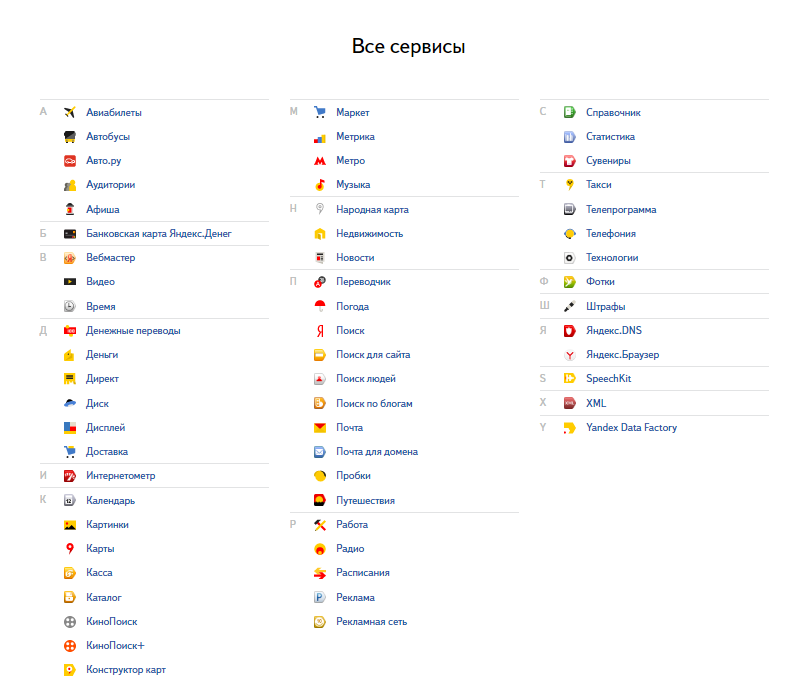 Все сервисы
А Авиабилеты
Автобусы
Авто.ру
Аудитории
Афиша
Б Банковская карта Яндекс.Денег
В Вебмастер
Видео
Время
Д Денежные переводы
Деньги
Директ
Диск
Дисплей
Доставка
И Интернетометр
К Календарь
Картинки
Карты
Касса
Каталог
КиноПоиск
КиноПоиск+
Конструктор карт
М Маркет
Метрика
Метро
Музыка
Н Народная карта
Недвижимость
Новости
П Переводчик
Погода
Поиск
Поиск для сайта
Поиск людей
Поиск по блогам
Почта
Почта для домена
Пробки
Путешествия
Р Работа
Радио
Расписания
Реклама
Рекламная сеть
С Справочник
Статистика
Сувениры
Т Такси
Телепрограмма
Телефония
Технологии
Ф Фотки
Ш Штрафы
Я Яндекс.DNS
Яндекс.Браузер
S SpeechKit
X XML
Y Yandex Data Factory